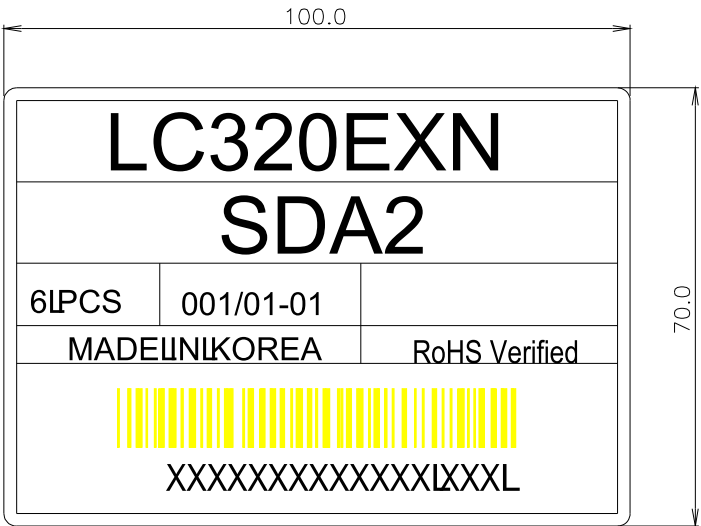 100.0
LC320EXN
SDA2
6LPCS 001/01-01
MADELINLKOREA RoHS Verified
70.0
XXXXXXXXXXXXXLXXXL